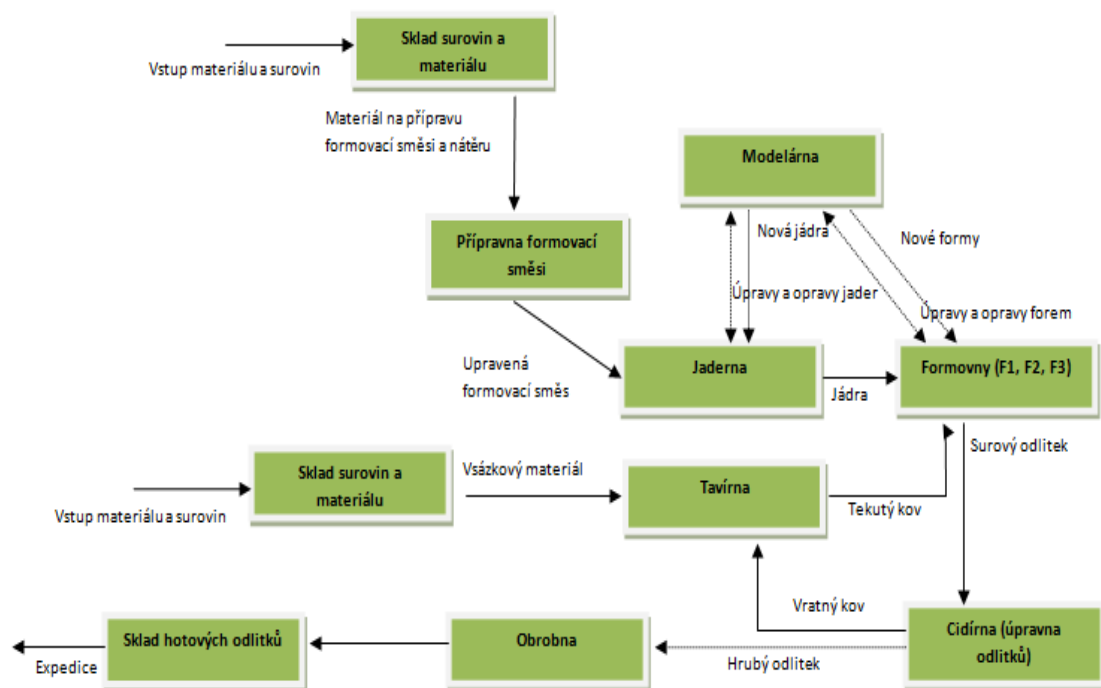 Sklad surovin a
materiálu
Vstup materiálu a surovin
Materiál na přípravu
formovací směsi a nátěru
Modelárna
Přípravna formovací
směsi
Nová jádra
Nové formy
Úpravy a opravy jader
Úpravy a opravy forem
Upravená
formovací směs
Jaderna
Jádra
Formovny (F1, F2, F3)
Surový odlitek
Sklad surovin a
materiálu
Vstup materiálu a surovin
Vsázkový materiál
Tavírna
Tekutý kov
Vratný kov
Cidírna (úpravna
odlitků)
Hrubý odlitek
Obrobna
Sklad hotových odlitků
Expedice